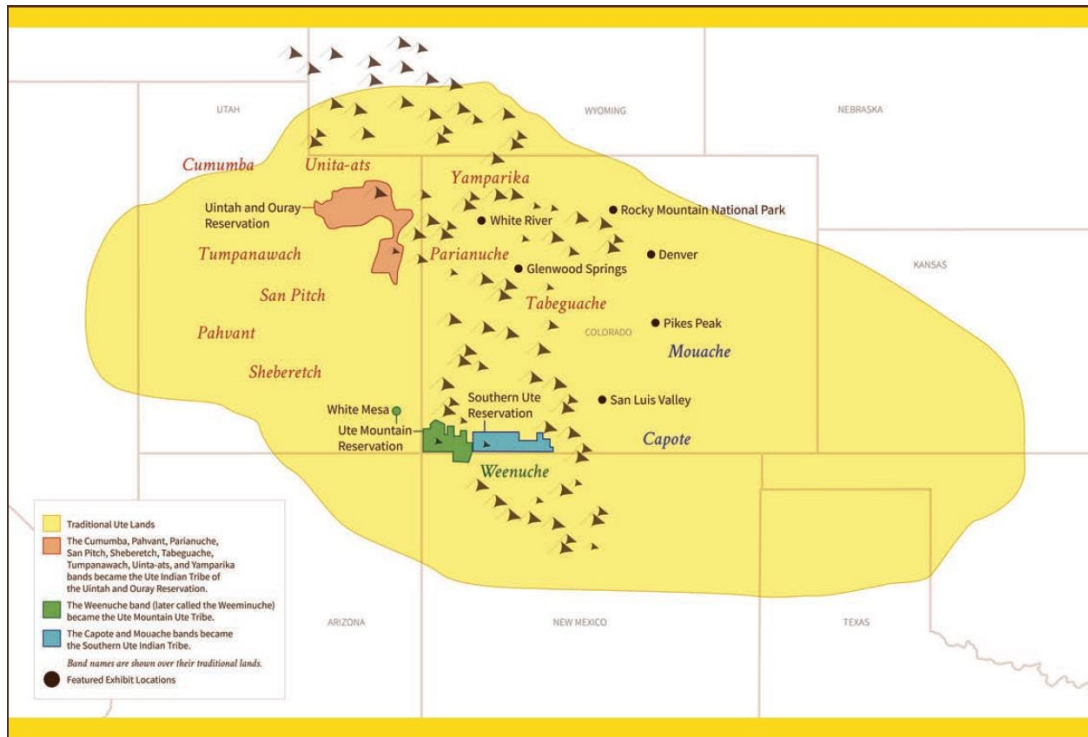 UTAH
WYOMING
NEBRASKA
Cumumba
Unita-ats
Yamparika
Uintah and Ouray
Reservation
White River
Rocky Mountain National Park
Tumpanawach
Parianuche
Denver
KANSAS
Glenwood Springs
San Pitch
Tabeguache
Pahvant
COLORADO
Pikes Peak
Mouache
Sheberetch
White Mesa
Southern Ute
Reservation
San Luis Valley
Ute Mountain
Reservation
Capote
Weenuche
Traditional Ute Lands
The Cumumba, Pahvant, Parianuche,
San Pitch, Sheberetch, Tabeguache,
Tumpanawach, Uinta-ats, and Yamparika
bands became the Ute Indian Tribe of
the Uintah and Ouray Reservation.
The Weenuche band (later called the Weeminuche)
became the Ute Mountain Ute Tribe.
The Capote and Mouache bands became
the Southern Ute Indian Tribe.
Band names are shown over their traditional lands.
Featured Exhibit Locations
ARIZONA
NEW MEXICO
TEXAS